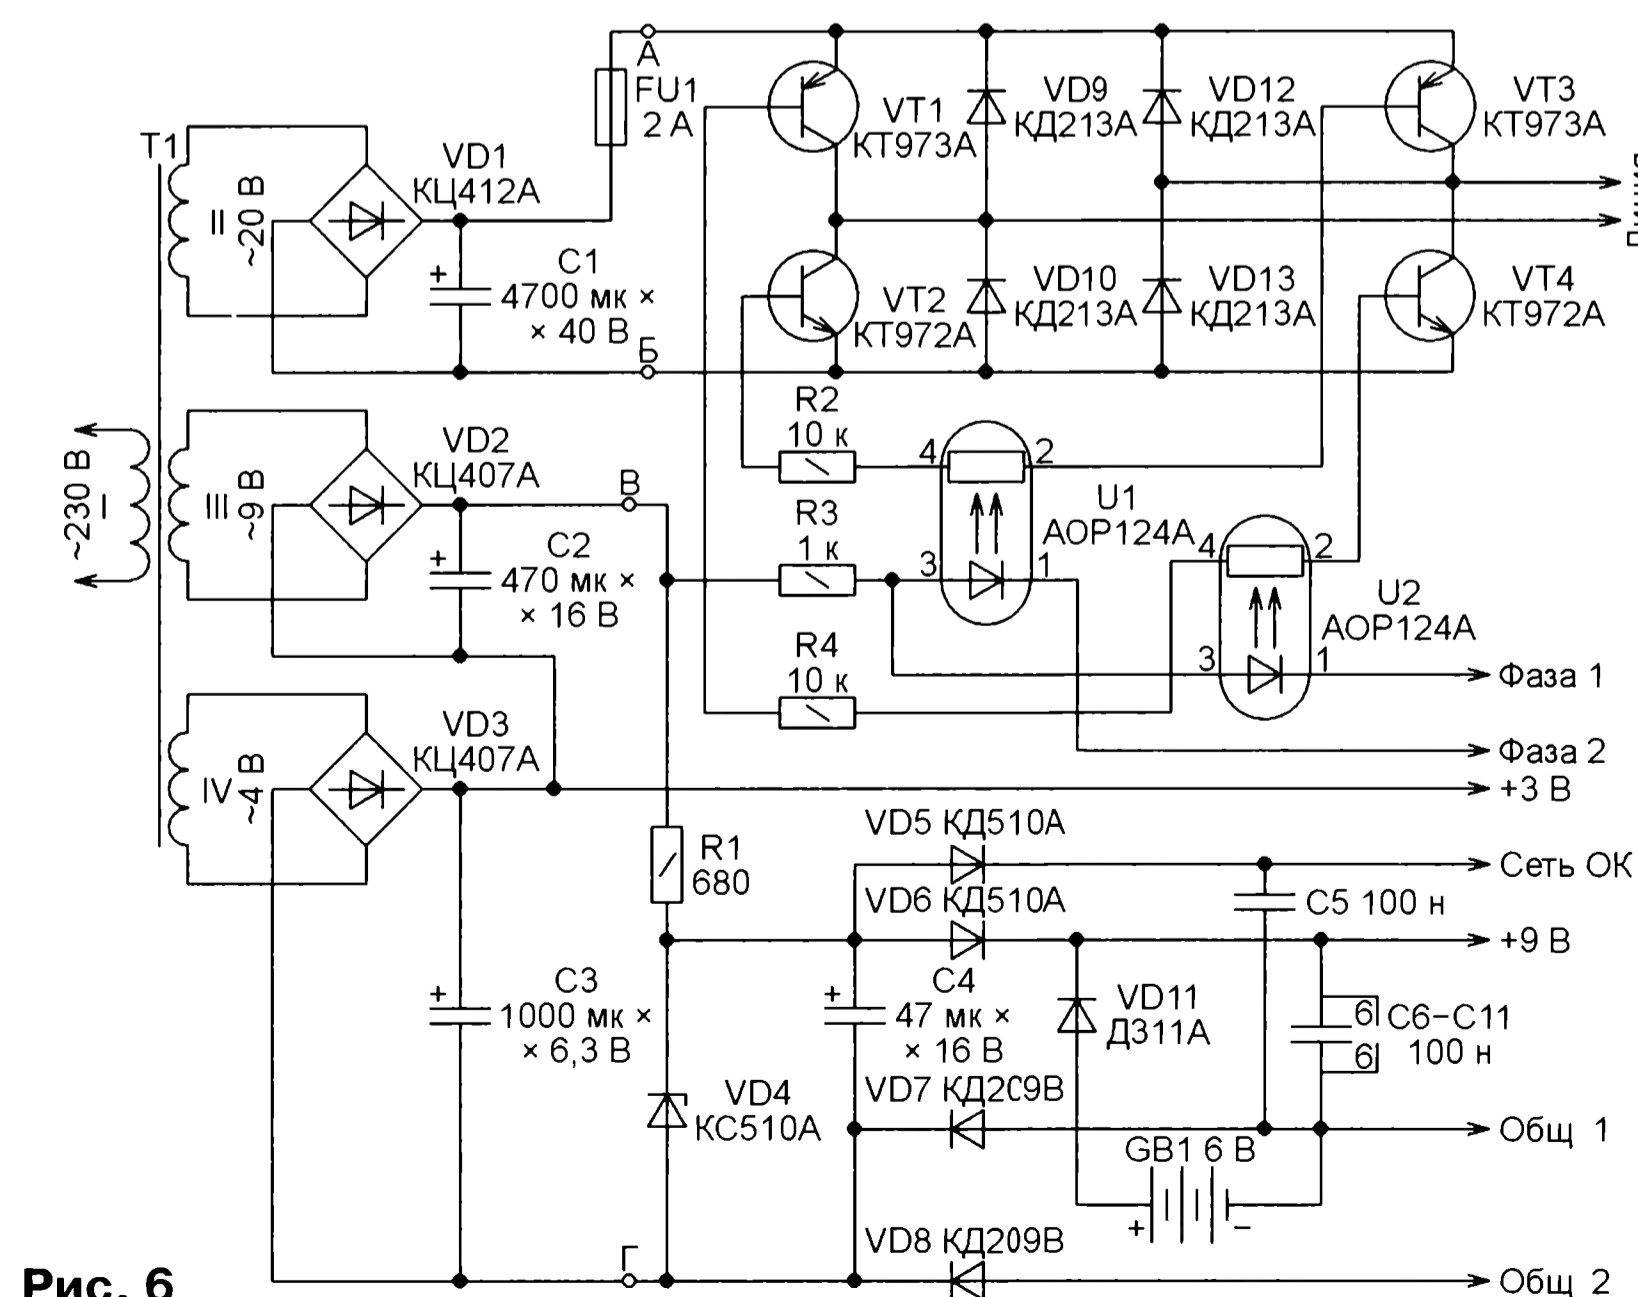 T1
II
~20 В
VD1
КЦ412А
+
C1
4700 мк ×
× 40 В
А
FU1
2 А
Б
VT1
КТ973А
VD9
КД213А
VD12
КД213А
VT3
КТ973А
VT2
КТ972А
VD10
КД213А
VD13
КД213А
VT4
КТ972А
~230 В
I
III
~9 В
VD2
КЦ407А
+
C2
470 мк ×
× 16 В
В
R2
10 к
4
2
U1
АОР124А
R3
1 к
3
1
4
2
U2
АОР124А
R4
10 к
3
1
Фаза 1
Фаза 2
+3 В
IV
~4 В
VD3
КЦ407А
R1
680
VD5 КД510А
Сеть ОК
C5 100 н
VD6 КД510А
+9 В
+
C3
1000 мк ×
× 6,3 В
+
C4
47 мк ×
× 16 В
VD11
Д311А
6
6
C6–C11
100 н
VD4
КС510А
VD7 КД209В
Общ 1
GB1 6 В
+
–
Г
VD8 КД209В
Общ 2
Рис. 6